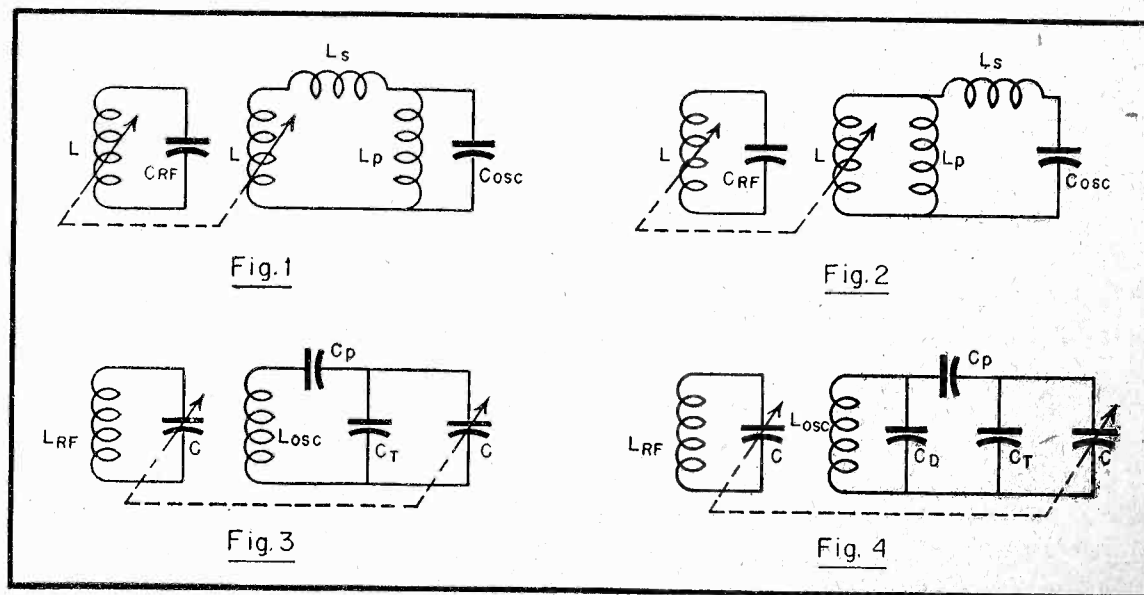 Ls
L
CRF
L
Lp
Cosc
Fig.1
Ls
L
CRF
L
Lp
Cosc
Fig.2
Cp
LRF
C
Losc
CT
C
Fig.3
Cp
LRF
C
Losc
CD
CT
C
Fig. 4